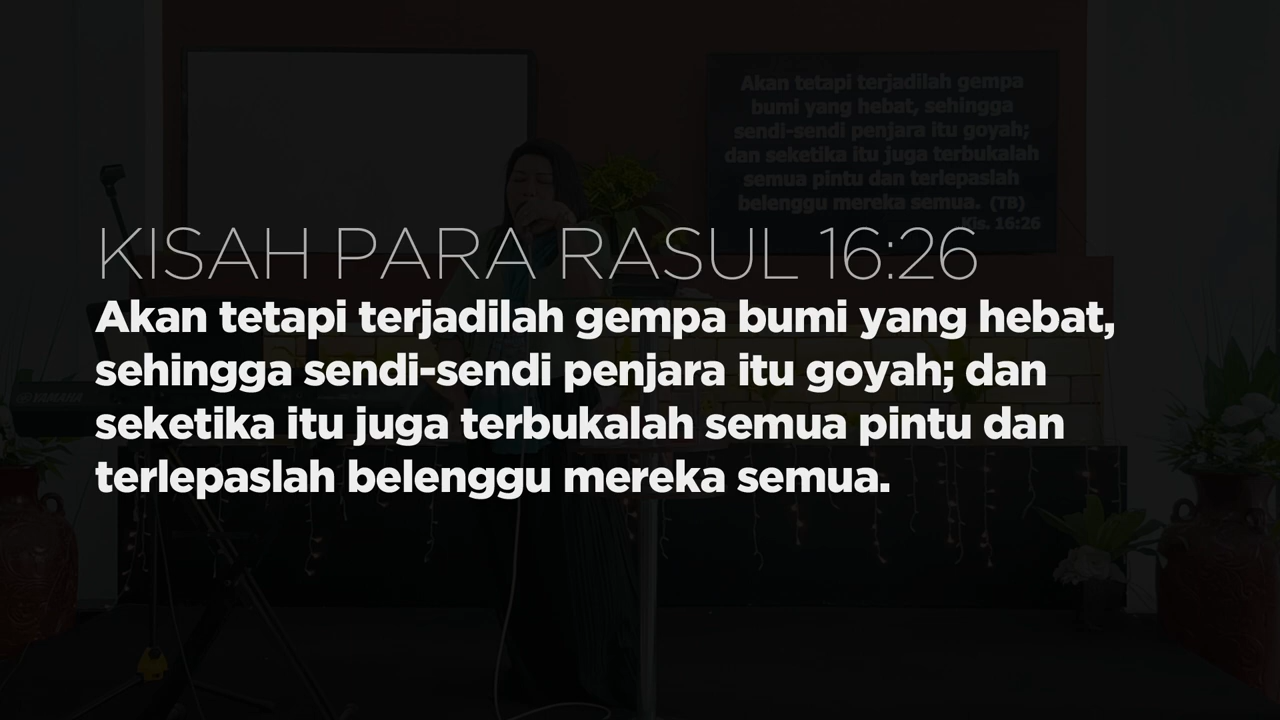 Akan tetapi terjadilah gempa
bumi yang hebat, sehingga
sendi-sendi penjara itu goyah;
dan seketika itu juga terbukalah
semua pintu dan terlepaslah
belenggu mereka semua. (TB)
Kis. 16:26
KISAH PARA RASUL 16:26
Akan tetapi terjadilah gempa bumi yang hebat,
sehingga sendi-sendi penjara itu goyah; dan
seketika itu juga terbukalah semua pintu dan
terlepaslah belenggu mereka semua.
YAMAHA